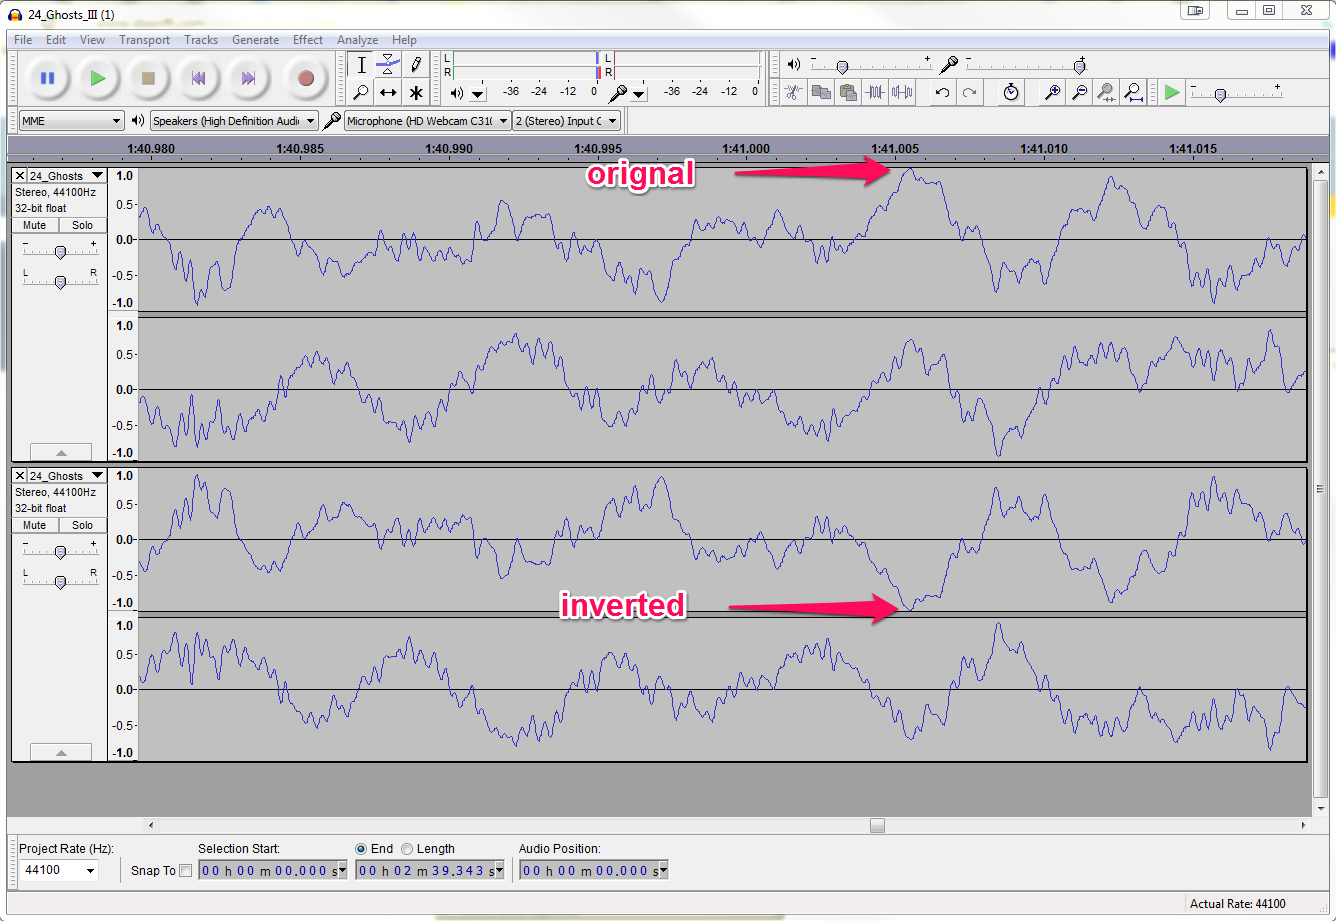 24_Ghosts_III (1)
File Edit View Transport Tracks Generate Effect Analyze Help
L
R
-36 -24 -12 0
L
R
-36 -24 -12 0
- +
- +
- +
MME
Speakers (High Definition Audi
Microphone (HD Webcam C310
2 (Stereo) Input C
1:40.980 1:40.985 1:40.990 1:40.995 1:41.000 1:41.005 1:41.010 1:41.015
24_Ghosts
Stereo, 44100Hz
32-bit float
Mute Solo
- +
L R
1.0
0.5-
0.0-
-0.5-
-1.0
1.0
0.5-
0.0-
-0.5-
-1.0
orignal
24_Ghosts
Stereo, 44100Hz
32-bit float
Mute Solo
- +
L R
1.0
0.5-
0.0-
-0.5-
-1.0
1.0
0.5-
0.0-
-0.5-
-1.0
inverted
Project Rate (Hz):
44100
Snap To
Selection Start:
00 h 00 m 00.000 s
End Length
00 h 02 m 39.343 s
Audio Position:
00 h 00 m 00.000 s
Actual Rate: 44100